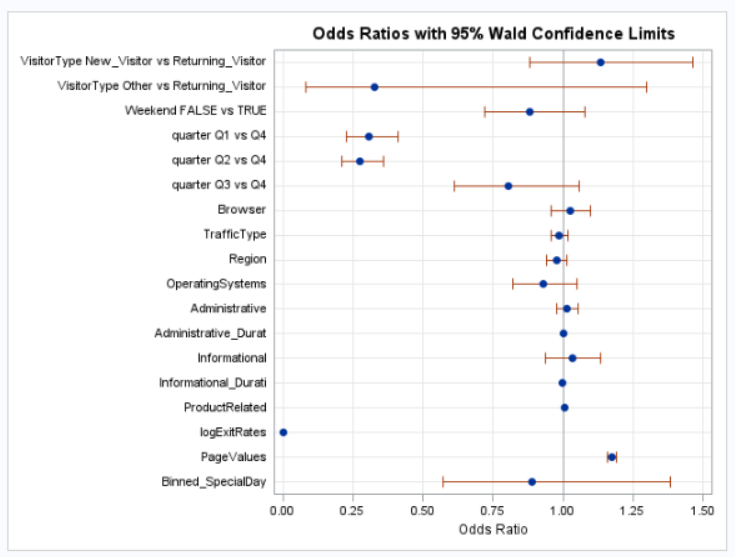 Odds Ratios with 95% Wald Confidence Limits
VisitorType New_Visitor vs Returning_Visitor
VisitorType Other vs Returning_Visitor
Weekend FALSE vs TRUE
quarter Q1 vs Q4
quarter Q2 vs Q4
quarter Q3 vs Q4
Browser
TrafficType
Region
OperatingSystems
Administrative
Administrative_Durat
Informational
Informational_Durati
ProductRelated
logExitRates
PageValues
Binned_SpecialDay
0.00 0.25 0.50 0.75 1.00 1.25 1.50
Odds Ratio